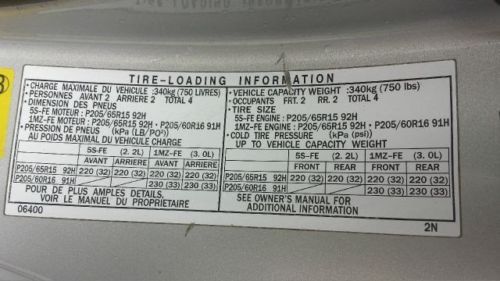 TIRE-LOADING INFORMATION
• CHARGE MAXIMALE DU VEHICULE :340kg (750 LIVRES)
• PERSONNES AVANT 2 ARRIERE 2 TOTAL 4
• DIMENSION DES PNEUS
5S-FE MOTEUR : P205/65R15 92H
1MZ-FE MOTEUR : P205/65R15 92H • P205/60R16 91H
• PRESSION DE PNEU (kPa (LB/PO²))
AU POIDS MAXIMAL DU VEHICULE CHARGE
5S-FE (2. 2L) 1MZ-FE (3. 0L)
AVANT ARRIERE AVANT ARRIERE
P205/65R15 92H 220 (32) 220 (32) 220 (32) 220 (32)
P205/60R16 91H 230 (33) 230 (33)
POUR DE PLUS AMPLES DETAILS,
VOIR LE MANUEL DU PROPRIETAIRE
06400
• VEHICLE CAPACITY WEIGHT :340kg (750 lbs)
• OCCUPANTS FRT. 2 RR. 2 TOTAL 4
• TIRE SIZE
5S-FE ENGINE : P205/65R15 92H
1MZ-FE ENGINE : P205/65R15 92H • P205/60R16 91H
• COLD TIRE PRESSURE (kPa (psi))
UP TO VEHICLE CAPACITY WEIGHT
5S-FE (2. 2L) 1MZ-FE (3. 0L)
FRONT REAR FRONT REAR
P205/65R15 92H 220 (32) 220 (32) 220 (32) 220 (32)
P205/60R16 91H 230 (33) 230 (33)
SEE OWNER'S MANUAL FOR
ADDITIONAL INFORMATION
2N